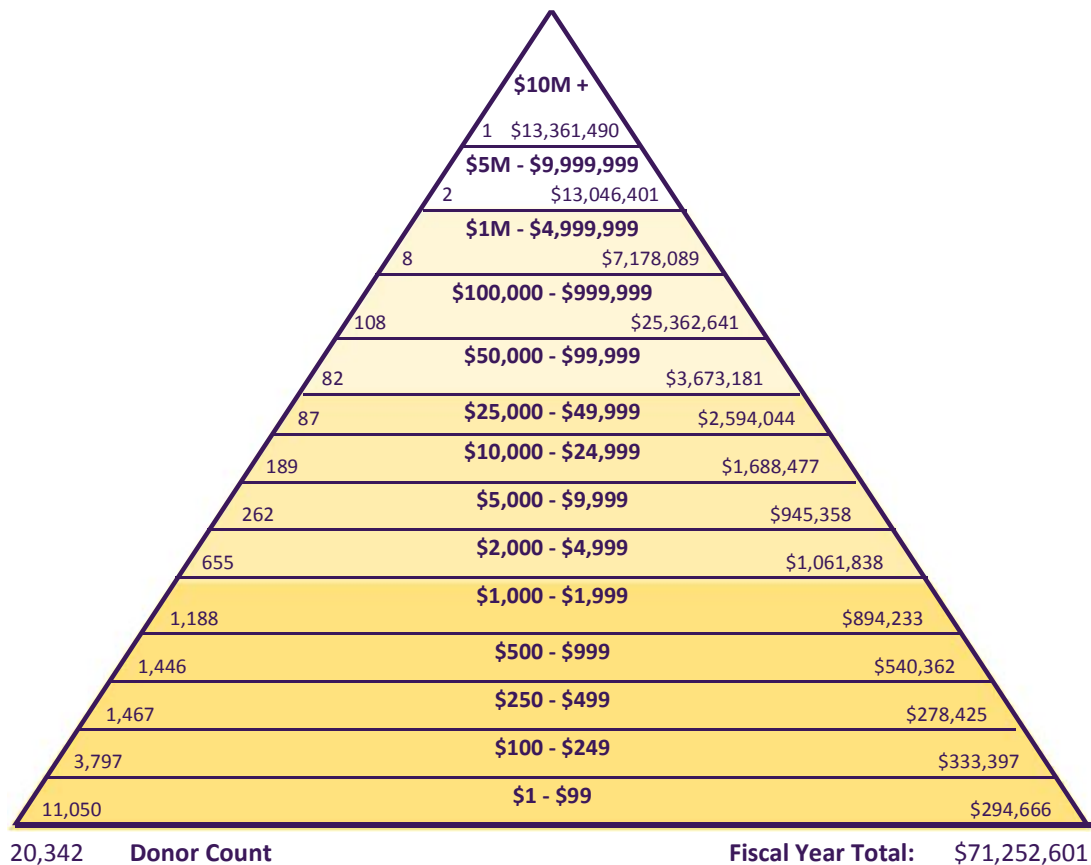 $10M +
1 $13,361,490
$5M - $9,999,999
2 $13,046,401
$1M - $4,999,999
8 $7,178,089
$100,000 - $999,999
108 $25,362,641
$50,000 - $99,999
82 $3,673,181
87 $25,000 - $49,999 $2,594,044
$10,000 - $24,999
189 $1,688,477
$5,000 - $9,999
262 $945,358
$2,000 - $4,999
655 $1,061,838
$1,000 - $1,999
1,188 $894,233
$500 - $999
1,446 $540,362
$250 - $499
1,467 $278,425
$100 - $249
3,797 $333,397
$1 - $99
11,050 $294,666
20,342 Donor Count Fiscal Year Total: $71,252,601